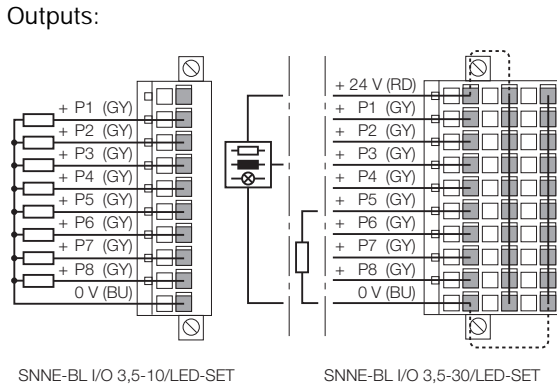 Outputs:
+ P1 (GY)
+ P2 (GY)
+ P3 (GY)
+ P4 (GY)
+ P5 (GY)
+ P6 (GY)
+ P7 (GY)
+ P8 (GY)
0 V (BU)
+ 24 V (RD)
+ P1 (GY)
+ P2 (GY)
+ P3 (GY)
+ P4 (GY)
+ P5 (GY)
+ P6 (GY)
+ P7 (GY)
+ P8 (GY)
0 V (BU)
SNNE-BL I/O 3,5-10/LED-SET
SNNE-BL I/O 3,5-30/LED-SET